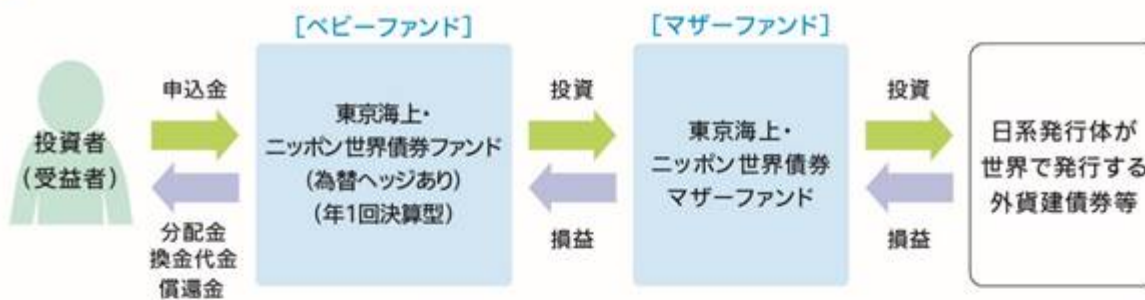 [ベビーファンド]
[マザーファンド]
投資者
(受益者)
申込金
分配金
換金代金
償還金
東京海上・
ニッポン世界債券ファンド
(為替ヘッジあり)
(年1回決算型)
投資
損益
東京海上・
ニッポン世界債券
マザーファンド
投資
損益
日系発行体が
世界で発行する
外貨建債券等